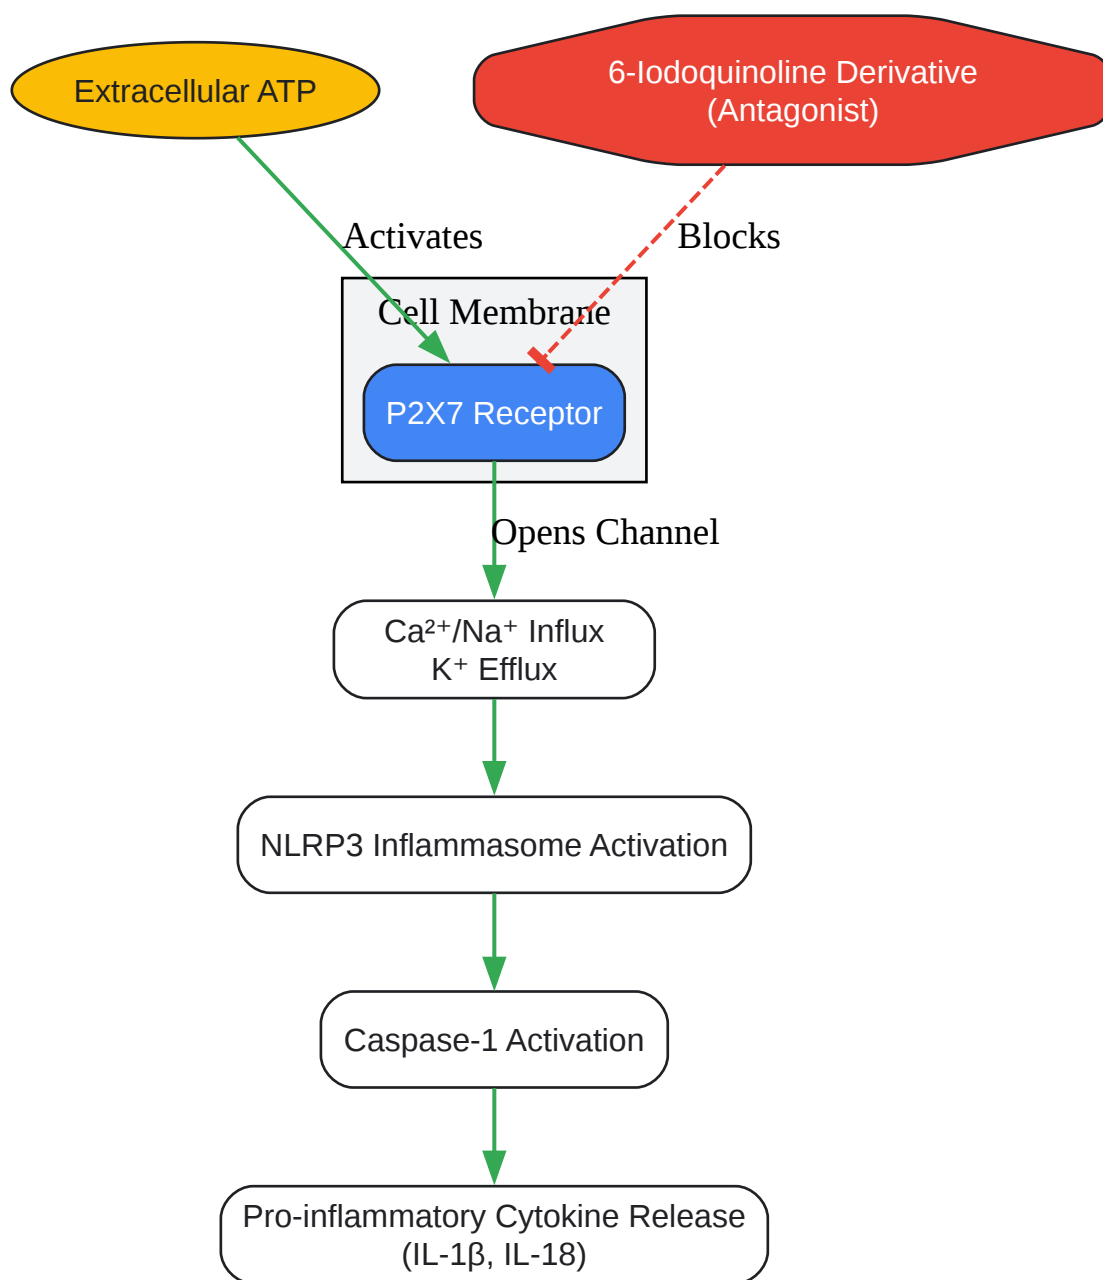 Extracellular ATP
6-Iodoquinoline Derivative
(Antagonist)
Activates
Blocks
Cell Membrane
P2X7 Receptor
Opens Channel
Ca²⁺/Na⁺ Influx
K⁺ Efflux
NLRP3 Inflammasome Activation
Caspase-1 Activation
Pro-inflammatory Cytokine Release
(IL-1β, IL-18)